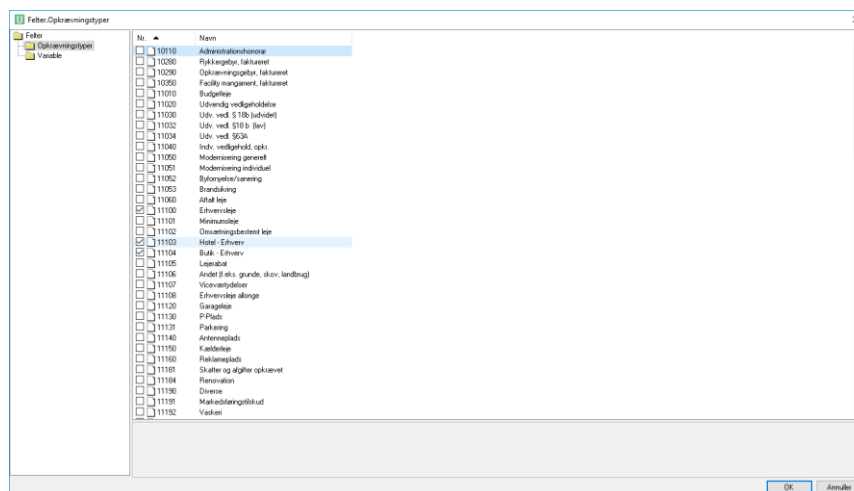 Felter.Opkrævningstyper
Felter
Opkrævningstyper
Variable
Nr. Navn
10110 Administrationshonorar
10280 Rykkergebyr, faktureret
10290 Opkrævningsgebyr, faktureret
10350 Facility mangament, faktureret
11010 Budgetleje
11020 Udvendig vedligeholdelse
11030 Udv. vedl. § 18b (udvidet)
11032 Udv. vedl. §18 b (lav)
11034 Udv. vedl. §63A
11040 Indv. vedligehold, opkr.
11050 Modernisering generelt
11051 Modernisering individuel
11052 Byfornyelse/sanering
11053 Brandsikring
11060 Aftalt leje
11100 Erhvervsleje
11101 Minimumsleje
11102 Omsætningsbestemt leje
11103 Hotel - Erhverv
11104 Butik - Erhverv
11105 Lejerabat
11106 Andet (f.eks. grunde, skov, landbrug)
11107 Viceværtydelser
11108 Erhvervsleje allonge
11120 Garageleje
11130 P-Plads
11131 Parkering
11140 Antenneplads
11150 Kælderleje
11160 Reklameplads
11181 Skatter og afgifter opkrævet
11184 Renovation
11190 Diverse
11191 Markedsføringstilskud
11192 Vaskeri
OK Annuller